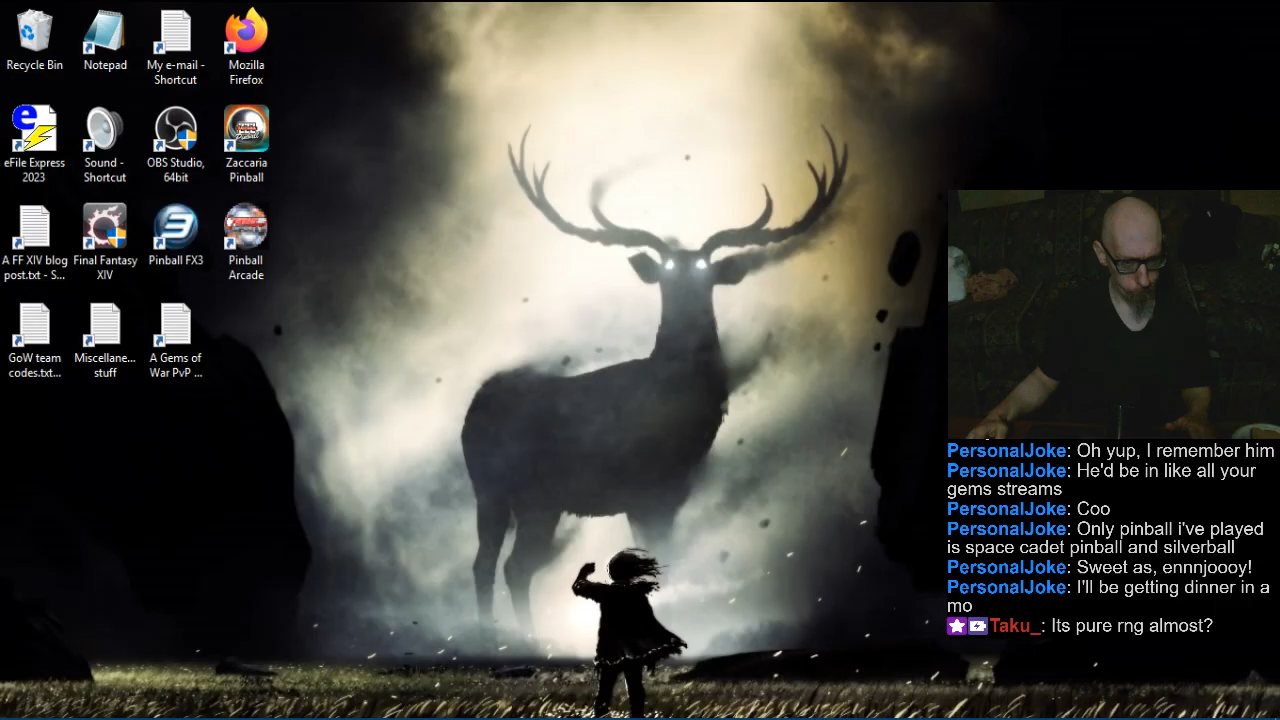 Recycle Bin
Notepad
My e-mail -
Shortcut
Mozilla
Firefox
eFile Express
2023
Sound -
Shortcut
OBS Studio,
64bit
Zaccaria
Pinball
A FF XIV blog
post.txt - S...
Final Fantasy
XIV
Pinball FX3
Pinball
Arcade
GoW team
codes.txt...
Miscellane...
stuff
A Gems of
War PvP ...
PersonalJoke: Oh yup, I remember him
PersonalJoke: He'd be in like all your
gems streams
PersonalJoke: Coo
PersonalJoke: Only pinball i've played
is space cadet pinball and silverball
PersonalJoke: Sweet as, ennnjoooy!
PersonalJoke: I'll be getting dinner in a
mo
Taku_: Its pure rng almost?